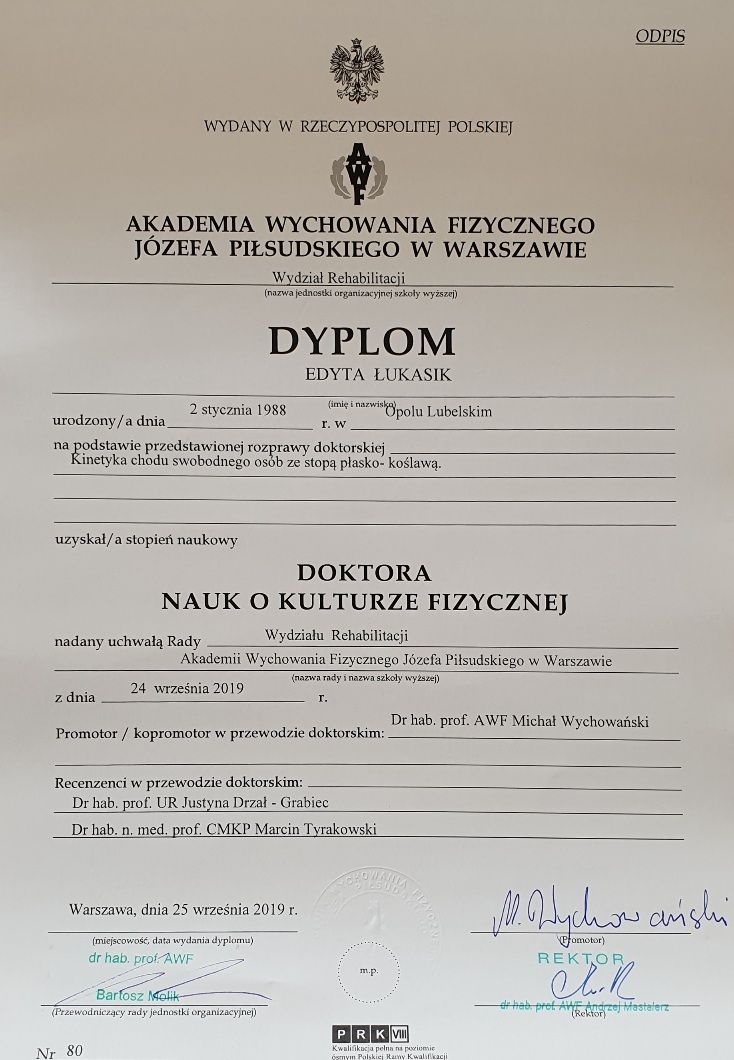 ODPIS
WYDANY W RZECZYPOSPOLITEJ POLSKIEJ
AWF
AKADEMIA WYCHOWANIA FIZYCZNEGO
JÓZEFA PIŁSUDSKIEGO W WARSZAWIE
Wydział Rehabilitacji
(nazwa jednostki organizacyjnej szkoły wyższej)
DYPLOM
EDYTA ŁUKASIK
(imię i nazwisko)
urodzony/a dnia 2 stycznia 1988 r. w Opolu Lubelskim
na podstawie przedstawionej rozprawy doktorskiej
Kinetyka chodu swobodnego osób ze stopą płasko- koślawą.
uzyskał/a stopień naukowy
DOKTORA
NAUK O KULTURZE FIZYCZNEJ
nadany uchwałą Rady Wydziału Rehabilitacji
Akademii Wychowania Fizycznego Józefa Piłsudskiego w Warszawie
(nazwa rady i nazwa szkoły wyższej)
z dnia 24 września 2019 r.
Promotor / kopromotor w przewodzie doktorskim: Dr hab. prof. AWF Michał Wychowański
Recenzenci w przewodzie doktorskim:
Dr hab. prof. UR Justyna Drzał - Grabiec
Dr hab. n. med. prof. CMKP Marcin Tyrakowski
Warszawa, dnia 25 września 2019 r.
(miejscowość, data wydania dyplomu)
M. Wychowański
(Promotor)
dr hab. prof. AWF
Bartosz Molik
(Przewodniczący rady jednostki organizacyjnej)
m.p.
REKTOR
dr hab. prof. AWF Andrzej Mastalerz
(Rektor)
PRK VIII
Kwalifikacja pełna na poziomie
ósmym Polskiej Ramy Kwalifikacji
Nr 80